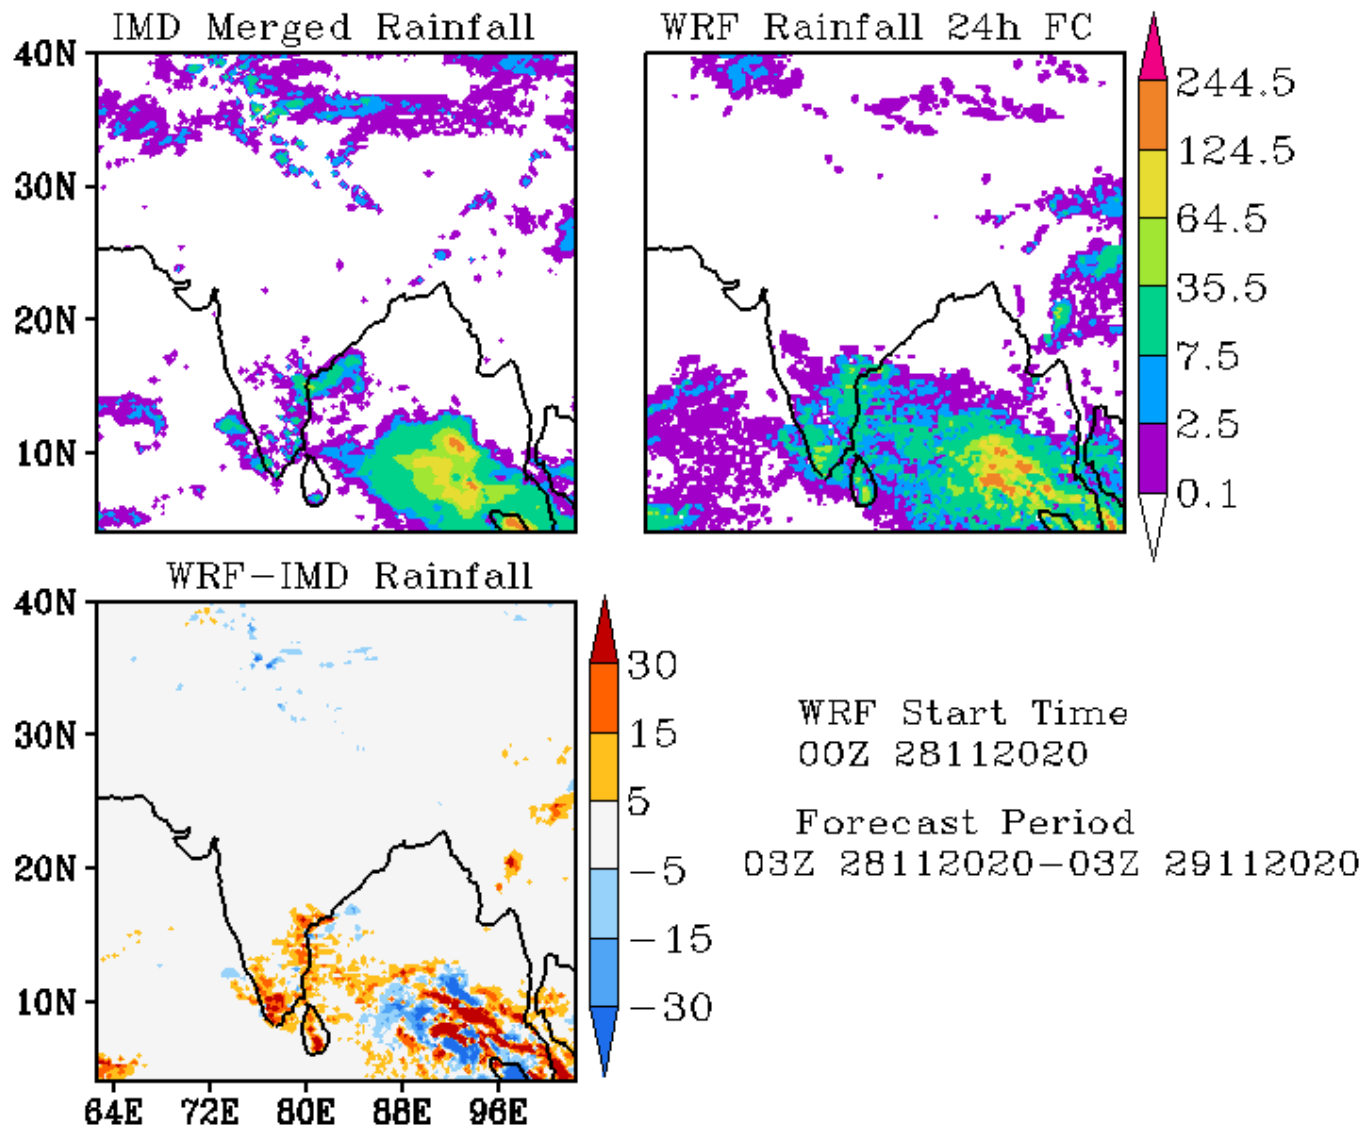 IMD Merged Rainfall
WRF Rainfall 24h FC
40N
30N
20N
10N
244.5
124.5
64.5
35.5
7.5
2.5
0.1
WRF-IMD Rainfall
40N
30N
20N
10N
64E 72E 80E 88E 96E
30
15
5
-5
-15
-30
WRF Start Time
00Z 28112020
Forecast Period
03Z 28112020-03Z 29112020